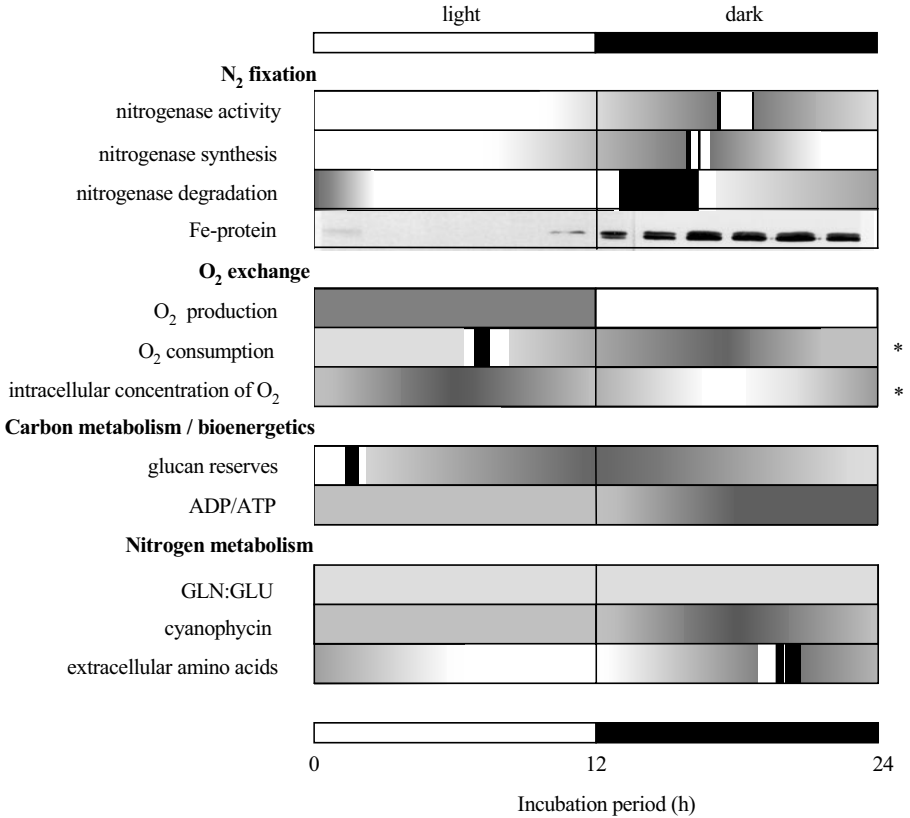 light dark
N2 fixation
nitrogenase activity
nitrogenase synthesis
nitrogenase degradation
Fe-protein
O2 exchange
O2 production
O2 consumption *
intracellular concentration of O2 *
Carbon metabolism / bioenergetics
glucan reserves
ADP/ATP
Nitrogen metabolism
GLN:GLU
cyanophycin
extracellular amino acids
0 12 24
Incubation period (h)